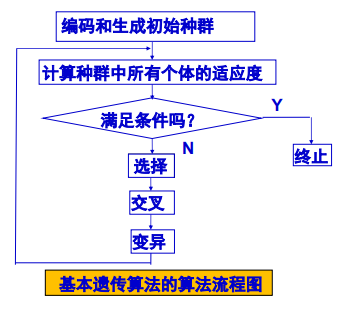 编码和生成初始种群
计算种群中所有个体的适应度
满足条件吗?
Y
N
终止
选择
交叉
变异
基本遗传算法的算法流程图